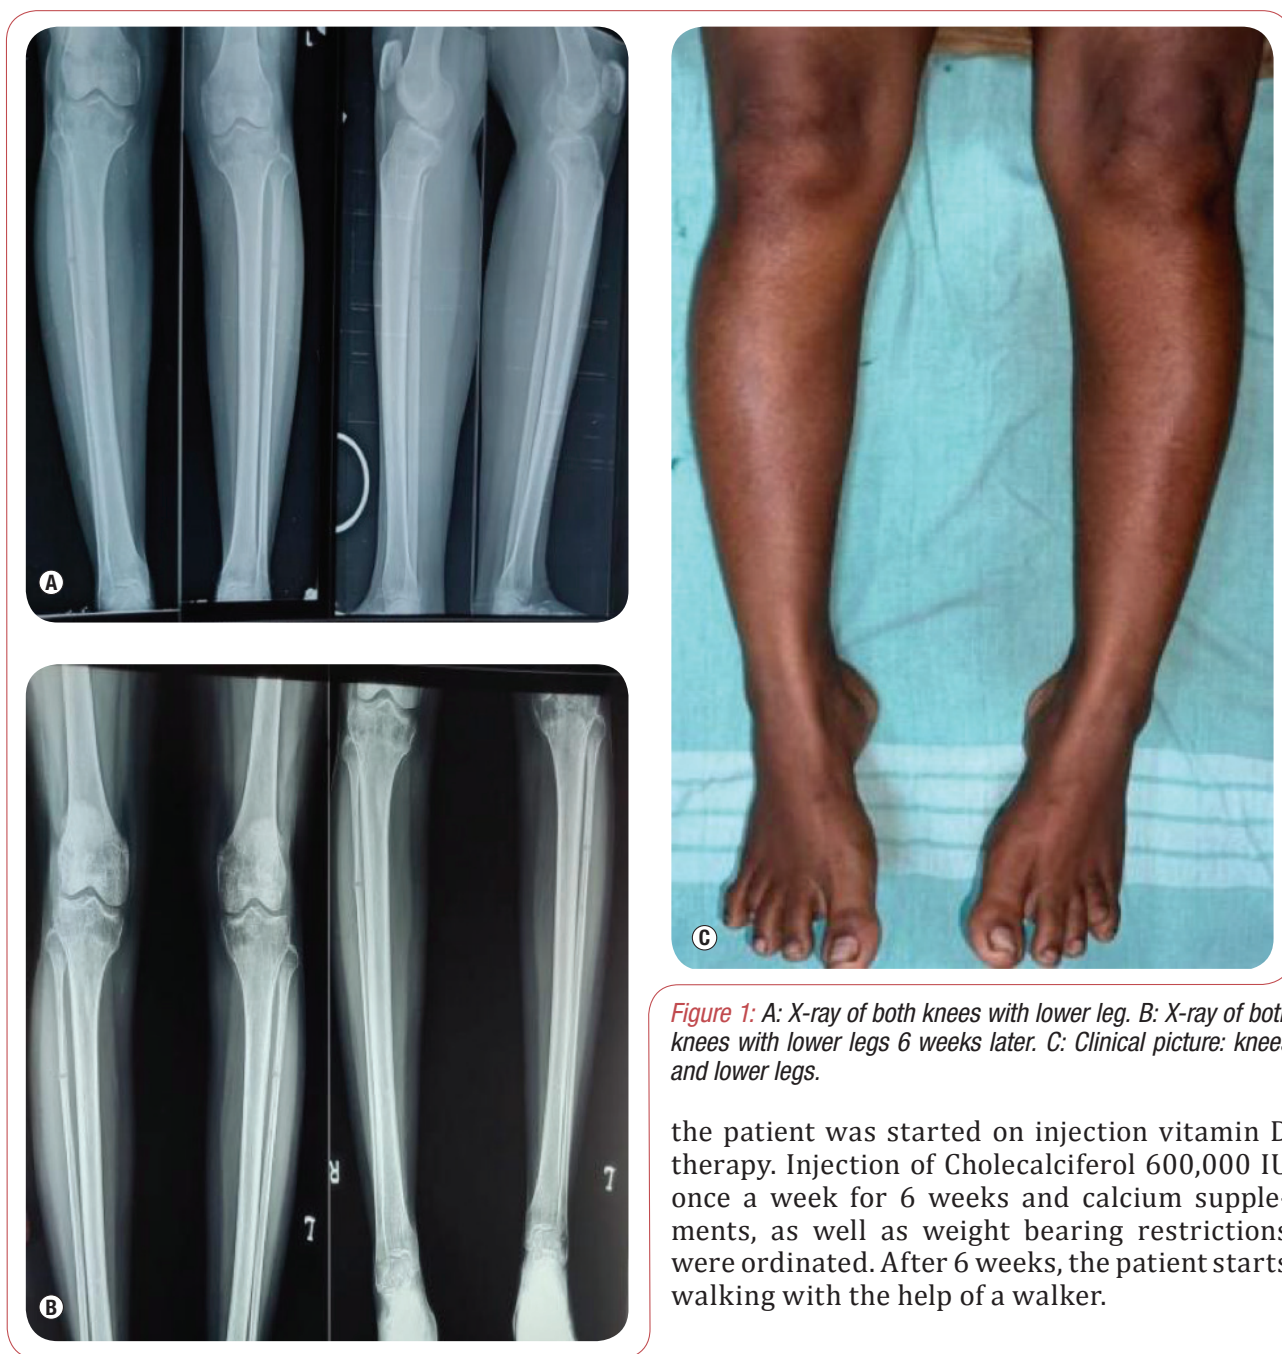 L
A
B
R
L
L
C
Figure 1: A: X-ray of both knees with lower leg. B: X-ray of both
knees with lower legs 6 weeks later. C: Clinical picture: knees
and lower legs.
the patient was started on injection vitamin D
therapy. Injection of Cholecalciferol 600,000 IU
once a week for 6 weeks and calcium supple-
ments, as well as weight bearing restrictions
were ordinated. After 6 weeks, the patient starts
walking with the help of a walker.